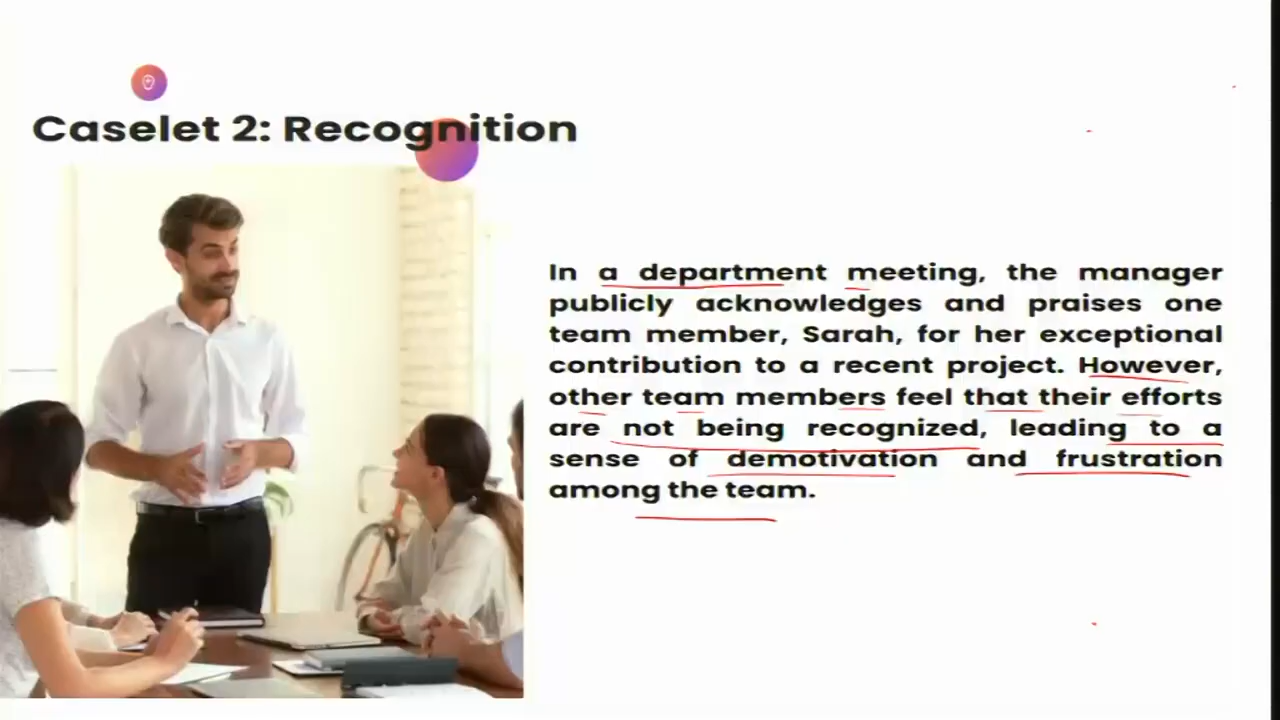 Caselet 2: Recognition
In a department meeting, the manager
publicly acknowledges and praises one
team member, Sarah, for her exceptional
contribution to a recent project. However,
other team members feel that their efforts
are not being recognized, leading to a
sense of demotivation and frustration
among the team.